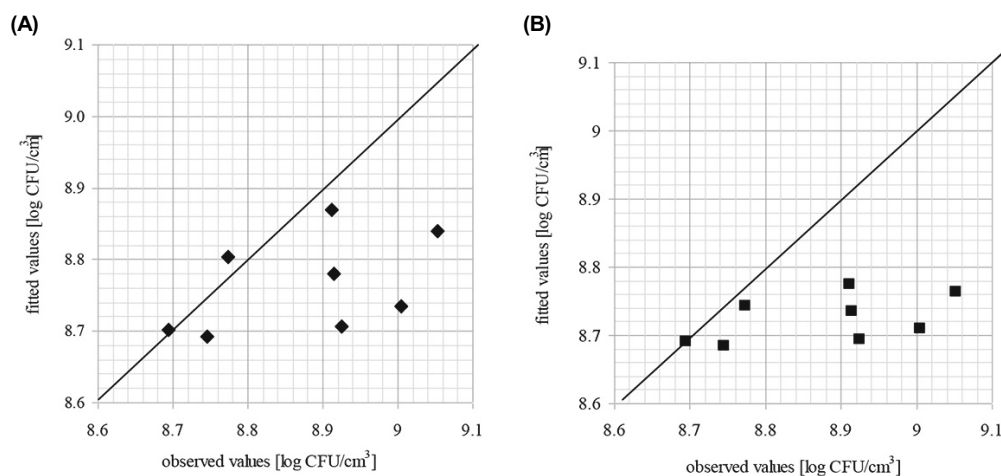 (A)
9.1
9.0
8.9
8.8
8.7
8.6
fitted values [log CFU/cm³]
8.6 8.7 8.8 8.9 9 9.1
observed values [log CFU/cm³]
(B)
9.1
9
8.9
8.8
8.7
8.6
fitted values [log CFU/cm³]
8.6 8.7 8.8 8.9 9 9.1
observed values [log CFU/cm³]